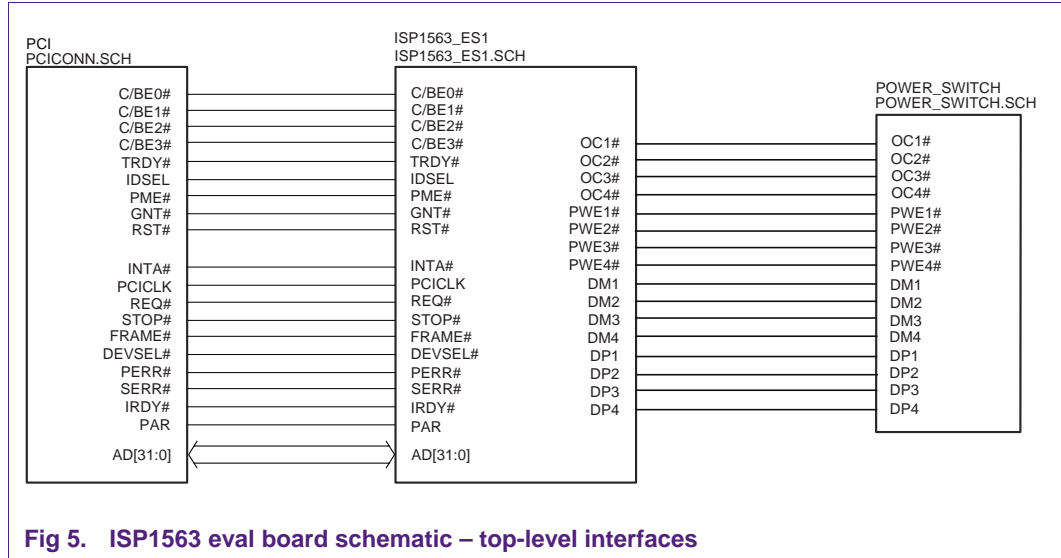 PCI
PCICONN.SCH
C/BE0#
C/BE1#
C/BE2#
C/BE3#
TRDY#
IDSEL
PME#
GNT#
RST#
INTA#
PCICLK
REQ#
STOP#
FRAME#
DEVSEL#
PERR#
SERR#
IRDY#
PAR
AD[31:0]
ISP1563_ES1
ISP1563_ES1.SCH
C/BE0#
C/BE1#
C/BE2#
C/BE3#
TRDY#
IDSEL
PME#
GNT#
RST#
INTA#
PCICLK
REQ#
STOP#
FRAME#
DEVSEL#
PERR#
SERR#
IRDY#
PAR
AD[31:0]
OC1#
OC2#
OC3#
OC4#
PWE1#
PWE2#
PWE3#
PWE4#
DM1
DM2
DM3
DM4
DP1
DP2
DP3
DP4
POWER_SWITCH
POWER_SWITCH.SCH
OC1#
OC2#
OC3#
OC4#
PWE1#
PWE2#
PWE3#
PWE4#
DM1
DM2
DM3
DM4
DP1
DP2
DP3
DP4
Fig 5. ISP1563 eval board schematic – top-level interfaces